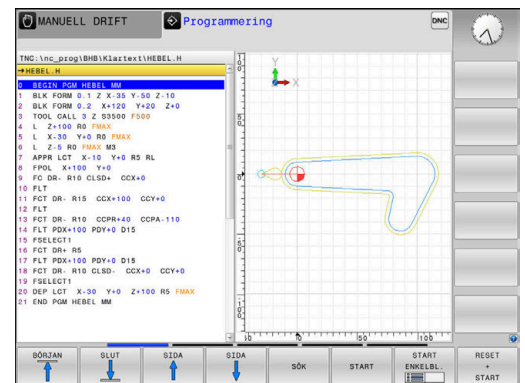 MANUELL DRIFT
Programmering
DNC
TNC:\nc_prog\BHB\Klartext\HEBEL.H
→HEBEL.H
0 BEGIN PGM HEBEL MM
1 BLK FORM 0.1 Z X-35 Y-50 Z-10
2 BLK FORM 0.2 X+120 Y+20 Z+0
3 TOOL CALL 3 Z S3500 F500
4 L Z+100 R0 FMAX
5 L X-30 Y+0 R0 FMAX
6 L Z-5 R0 FMAX M3
7 APPR LCT X-10 Y+0 R5 RL
8 FPOL X+100 Y+0
9 FC DR- R10 CLSD+ CCX+0
10 FLT
11 FCT DR- R15 CCX+100 CCY+0
12 FLT
13 FCT DR- R10 CCPR+40 CCPA-110
14 FLT PDX+100 PDY+0 D15
15 FSELECT1
16 FCT DR+ R5
17 FLT PDX+100 PDY+0 D15
18 FCT DR- R10 CLSD- CCX+0 CCY+0
19 FSELECT1
20 DEP LCT X-30 Y+0 Z+100 R5 FMAX
21 END PGM HEBEL MM
Y
X
50
100
BÖRJAN
SLUT
SIDA
SIDA
SÖK
START
START
ENKELBL.
RESET
+
START